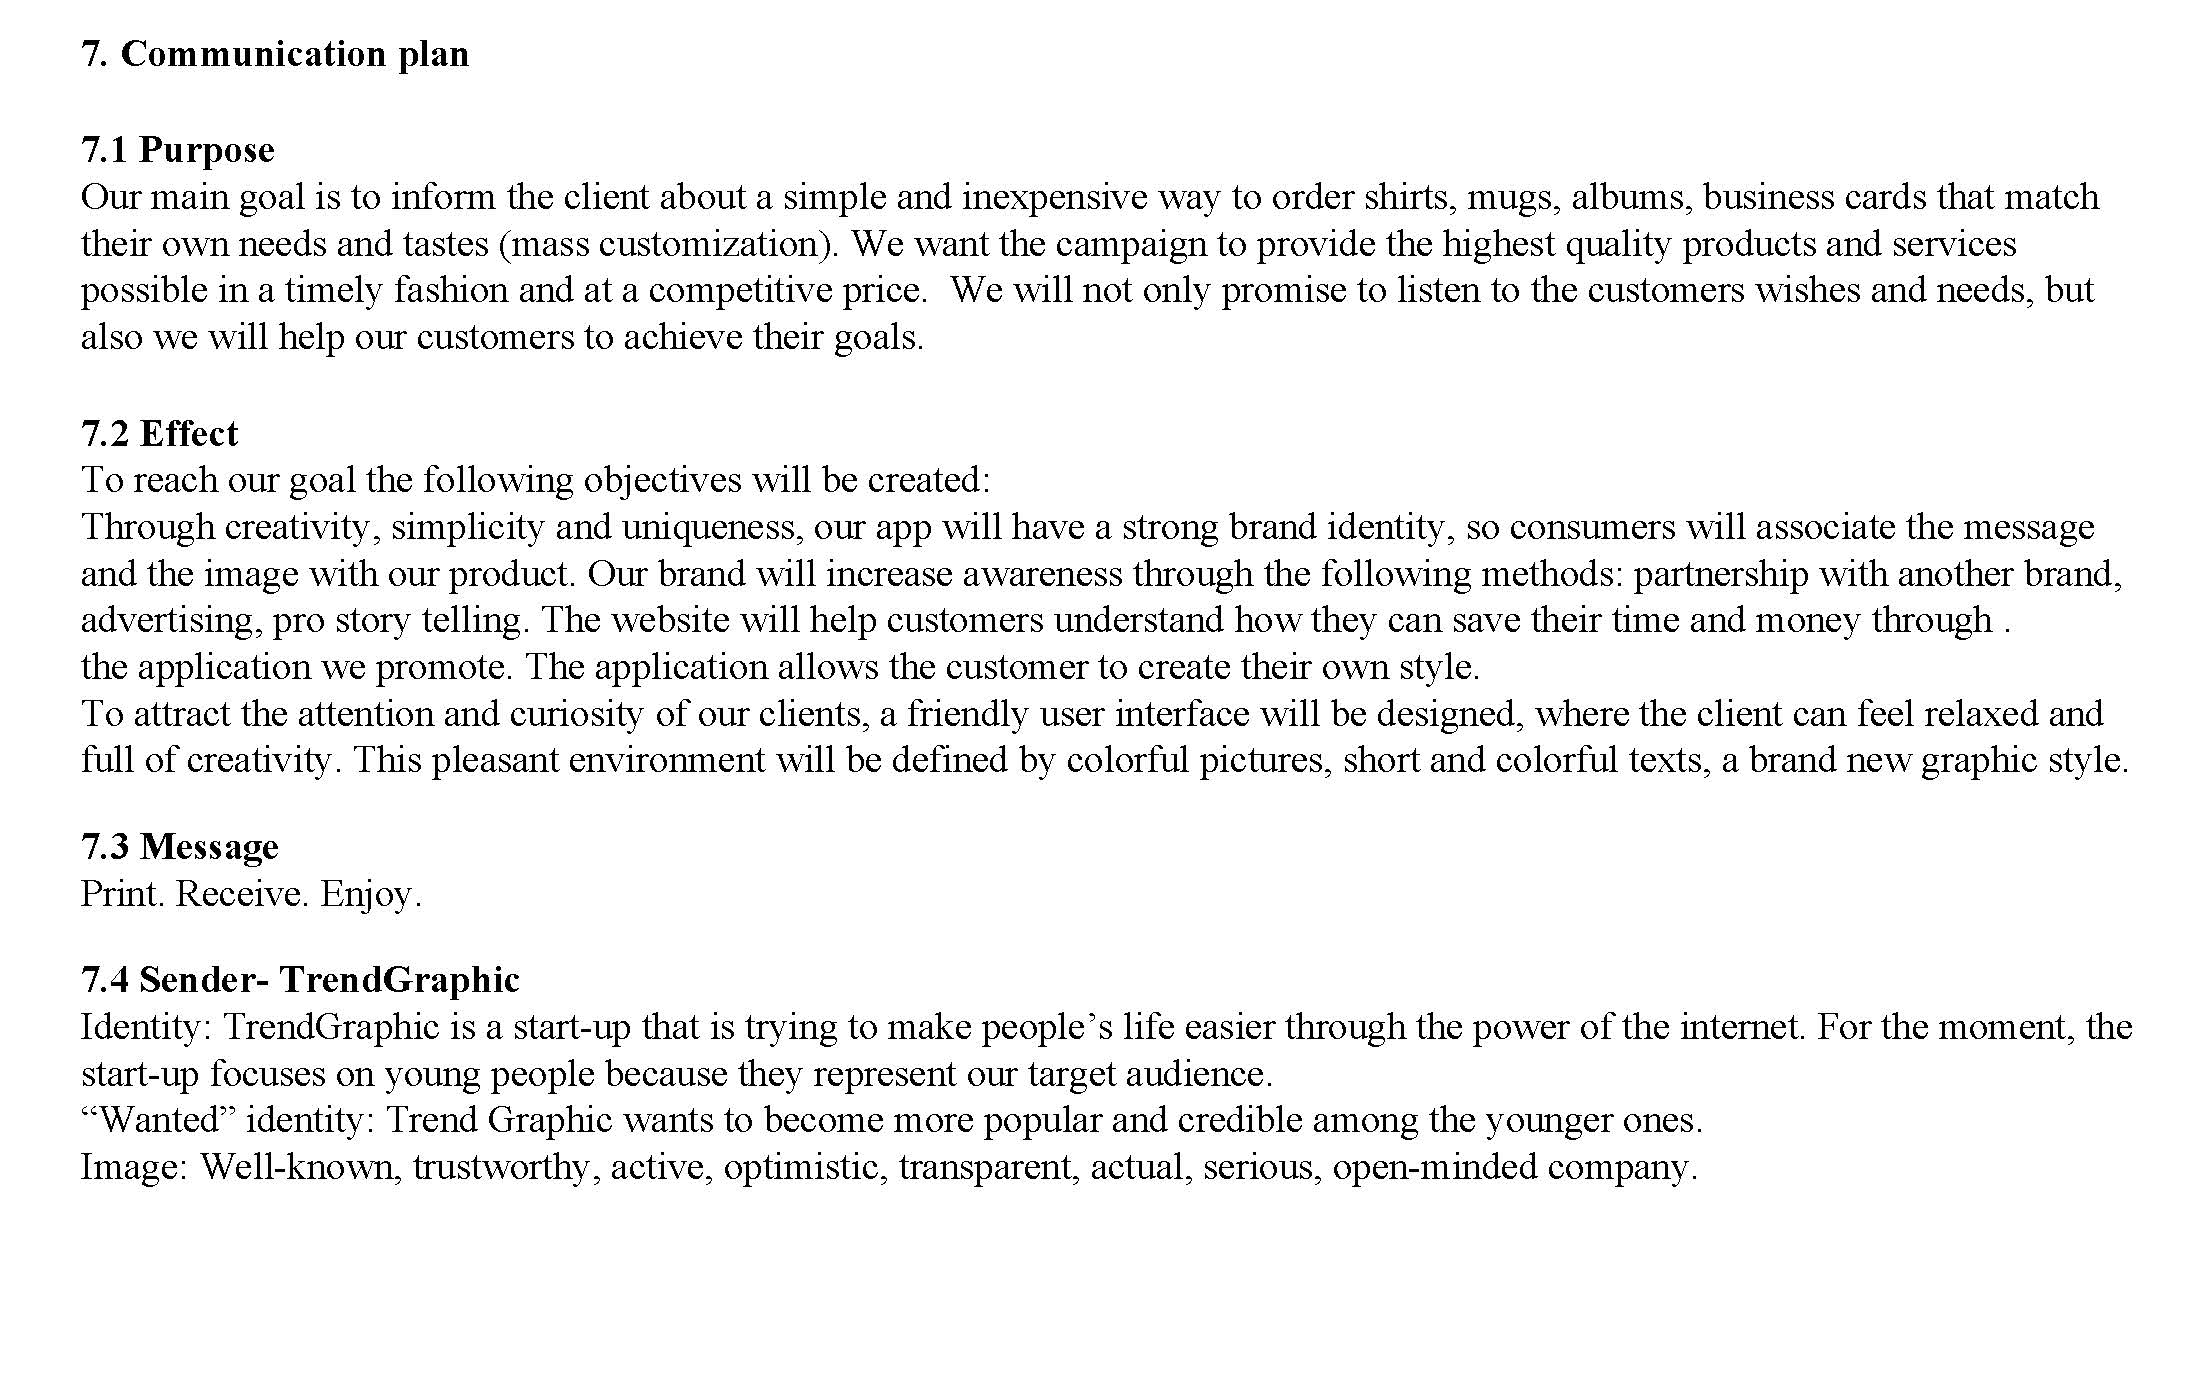 7. Communication plan
7.1 Purpose
Our main goal is to inform the client about a simple and inexpensive way to order shirts, mugs, albums, business cards that match
their own needs and tastes (mass customization). We want the campaign to provide the highest quality products and services
possible in a timely fashion and at a competitive price.  We will not only promise to listen to the customers wishes and needs, but
also we will help our customers to achieve their goals.
7.2 Effect
To reach our goal the following objectives will be created:
Through creativity, simplicity and uniqueness, our app will have a strong brand identity, so consumers will associate the message
and the image with our product. Our brand will increase awareness through the following methods: partnership with another brand,
advertising, pro story telling. The website will help customers understand how they can save their time and money through .
the application we promote. The application allows the customer to create their own style.
To attract the attention and curiosity of our clients, a friendly user interface will be designed, where the client can feel relaxed and
full of creativity. This pleasant environment will be defined by colorful pictures, short and colorful texts, a brand new graphic style.
7.3 Message
Print. Receive. Enjoy.
7.4 Sender- TrendGraphic
Identity: TrendGraphic is a start-up that is trying to make people’s life easier through the power of the internet. For the moment, the
start-up focuses on young people because they represent our target audience.
“Wanted” identity: Trend Graphic wants to become more popular and credible among the younger ones.
Image: Well-known, trustworthy, active, optimistic, transparent, actual, serious, open-minded company.